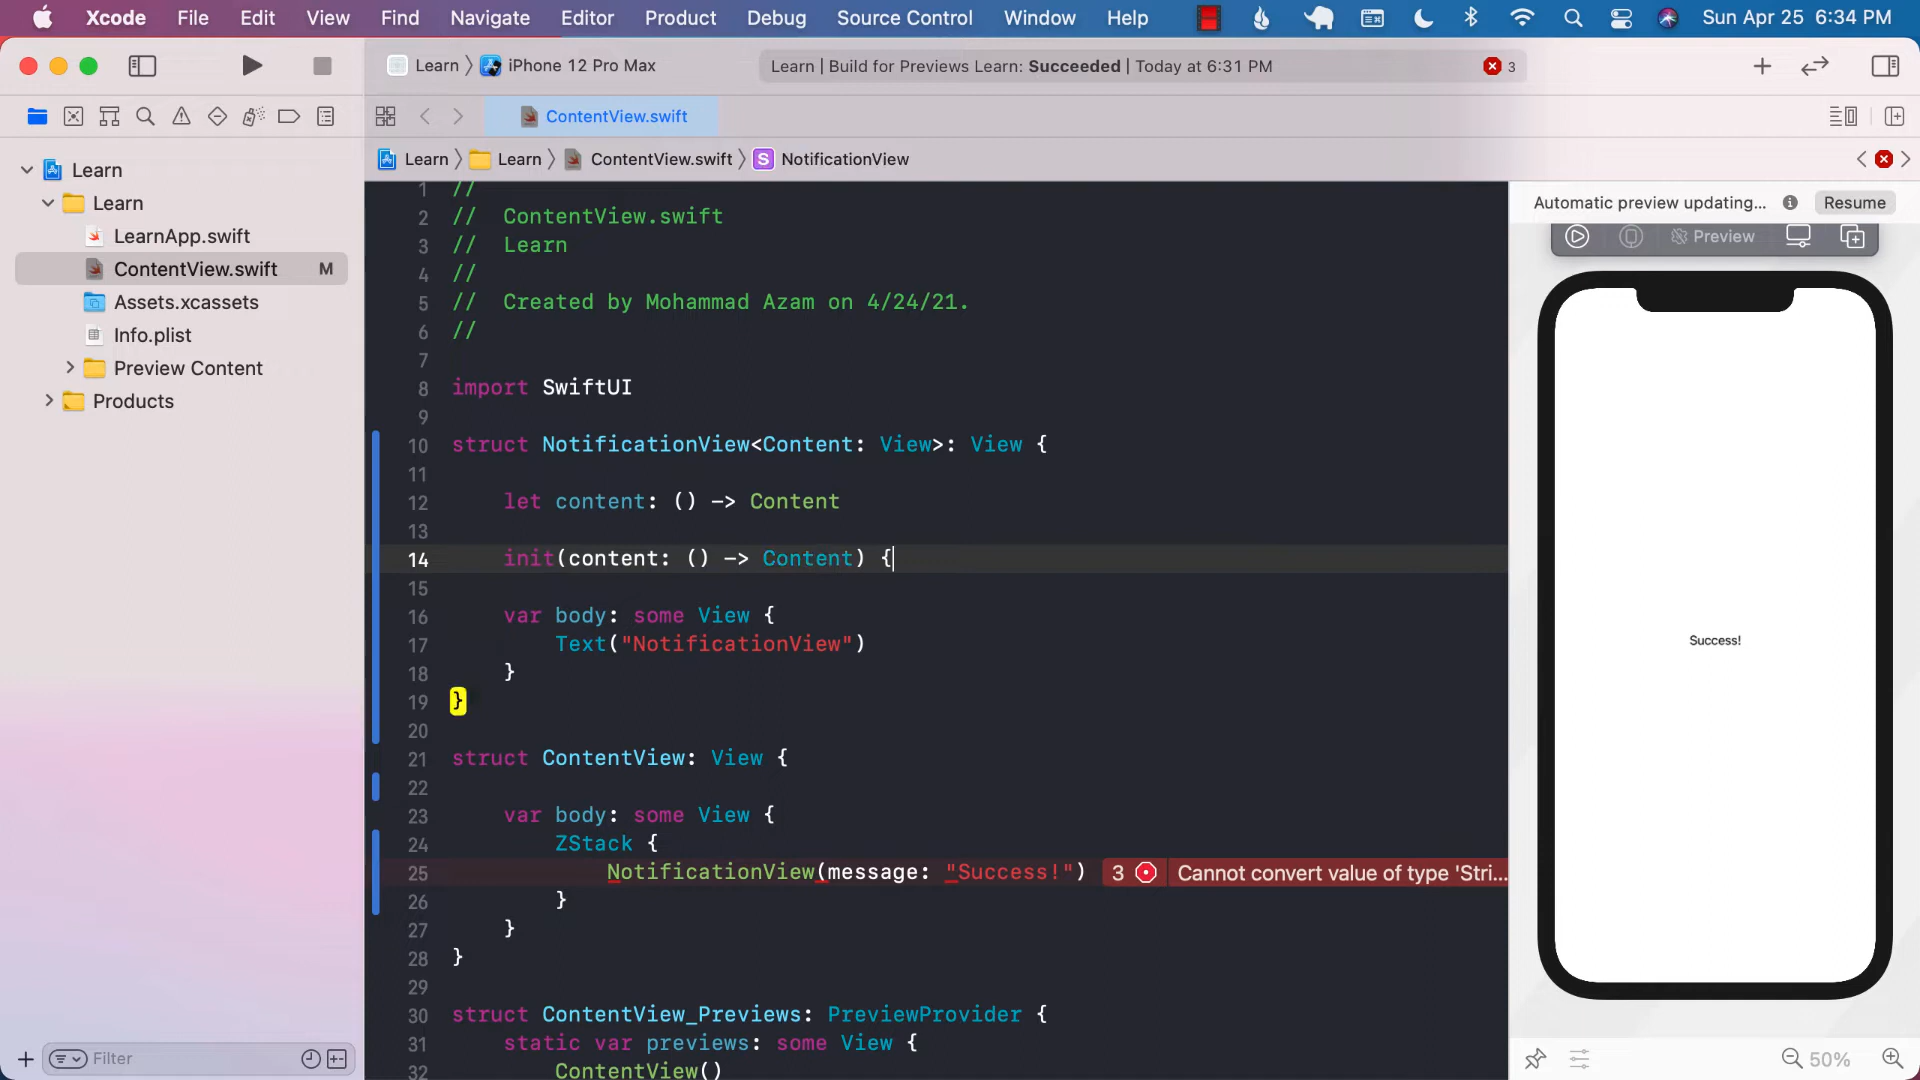 Xcode File Edit View Find Navigate Editor Product Debug Source Control Window Help Sun Apr 25 6:34 PM
Learn iPhone 12 Pro Max
Learn | Build for Previews Learn: Succeeded | Today at 6:31 PM 3
ContentView.swift
Learn Learn ContentView.swift S NotificationView
Learn
Learn
LearnApp.swift
ContentView.swift M
Assets.xcassets
Info.plist
Preview Content
Products
Filter
1 //
2 // ContentView.swift
3 // Learn
4 //
5 // Created by Mohammad Azam on 4/24/21.
6 //
7
8 import SwiftUI
9
10 struct NotificationView<Content: View>: View {
11
12 let content: () -> Content
13
14 init(content: () -> Content) {
15
16 var body: some View {
17 Text("NotificationView")
18 }
19 }
20
21 struct ContentView: View {
22
23 var body: some View {
24 ZStack {
25 NotificationView(message: "Success!") 3 Cannot convert value of type 'Stri...
26 }
27 }
28 }
29
30 struct ContentView_Previews: PreviewProvider {
31 static var previews: some View {
32 ContentView()
Automatic preview updating... Resume
Preview
Success!
50%